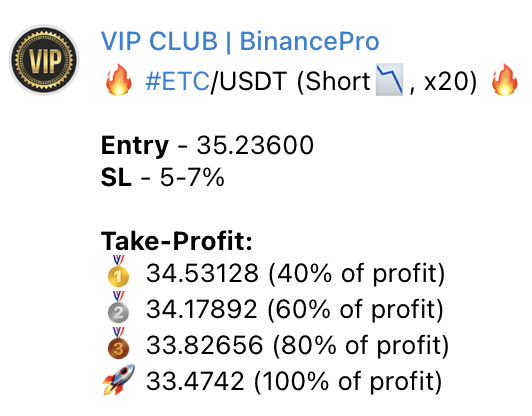 VIP
VIP CLUB | BinancePro
🔥 #ETC/USDT (Short📉, x20) 🔥
Entry - 35.23600
SL - 5-7%
Take-Profit:
🥇 34.53128 (40% of profit)
🥈 34.17892 (60% of profit)
🥉 33.82656 (80% of profit)
🚀 33.4742 (100% of profit)